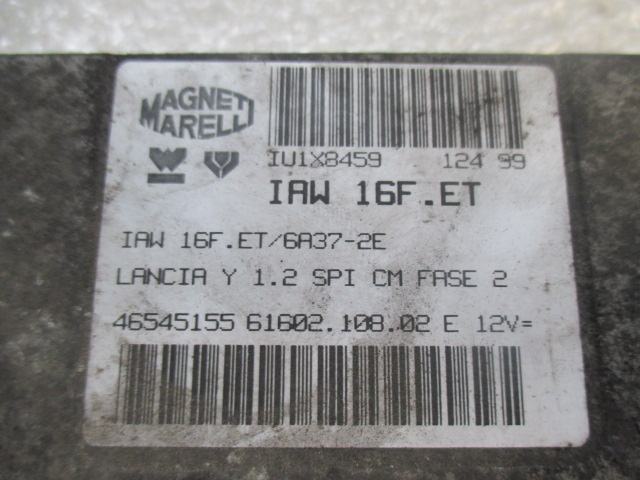 MAGNETI
MARELLI
IU1X8459 124 99
IAW 16F.ET
IAW 16F.ET/6A37-2E
LANCIA Y 1.2 SPI CM FASE 2
46545155 61602.108.02 E 12V=